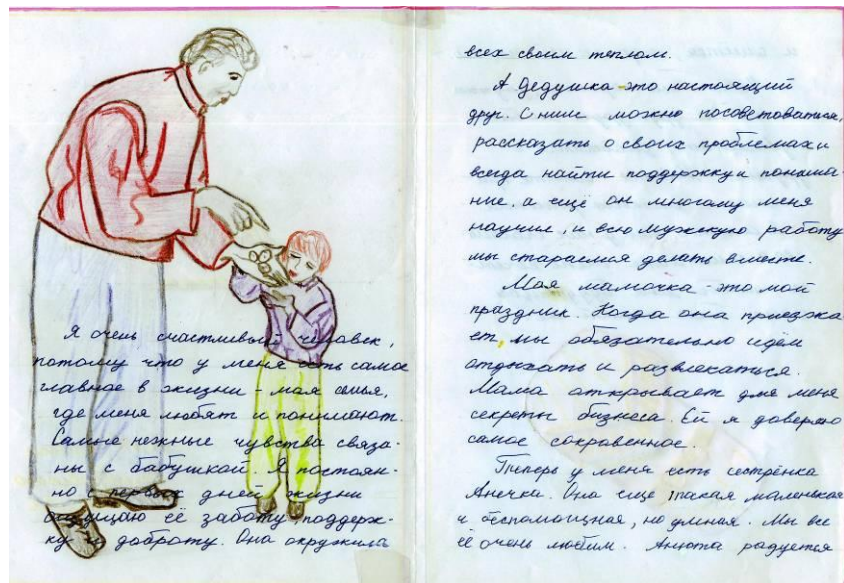 Я очень счастливый человек,
потому что у меня есть самое
главное в жизни - моя семья,
где меня любят и понимают.
Самые нежные чувства связа-
ны с бабушкой. Я постоян-
но с первых дней жизни
ощущаю её заботу, поддерж-
ку и доброту. Она окружила
всех своим теплом.
А Дедушка это настоящий
друг. С ним можно посоветоваться,
рассказать о своих проблемах и
всегда найти поддержку и понима-
ние, а ещё он многому меня
научил, и всю мужскую работу
мы стараемся делать вместе.
Моя мамочка - это мой
праздник. Когда она приезжа
ет, мы обязательно идём
отдыхать и развлекаться.
Мама открывает для меня
секреты бизнеса. Ей я доверяю
самое сокровенное.
Теперь у меня есть сестрёнка
Анечка. Она еще такая маленькая
и беспомощная, но умная. Мы все
её очень любим. Анюта радуется